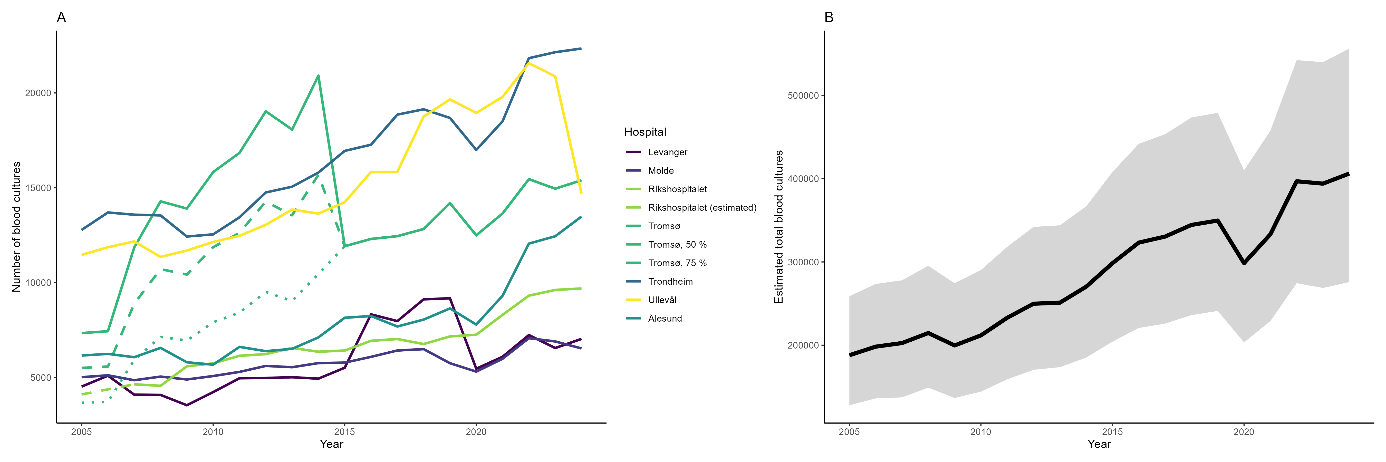 A
Number of blood cultures
20000
15000
10000
5000
2005
2010
2015
2020
Year
Hospital
Levanger
Molde
Rikshospitalet
Rikshospitalet (estimated)
Tromsø
Tromsø, 50 %
Tromsø, 75 %
Trondheim
Ullevål
Ålesund
B
Estimated total blood cultures
500000
400000
300000
200000
2005
2010
2015
2020
Year